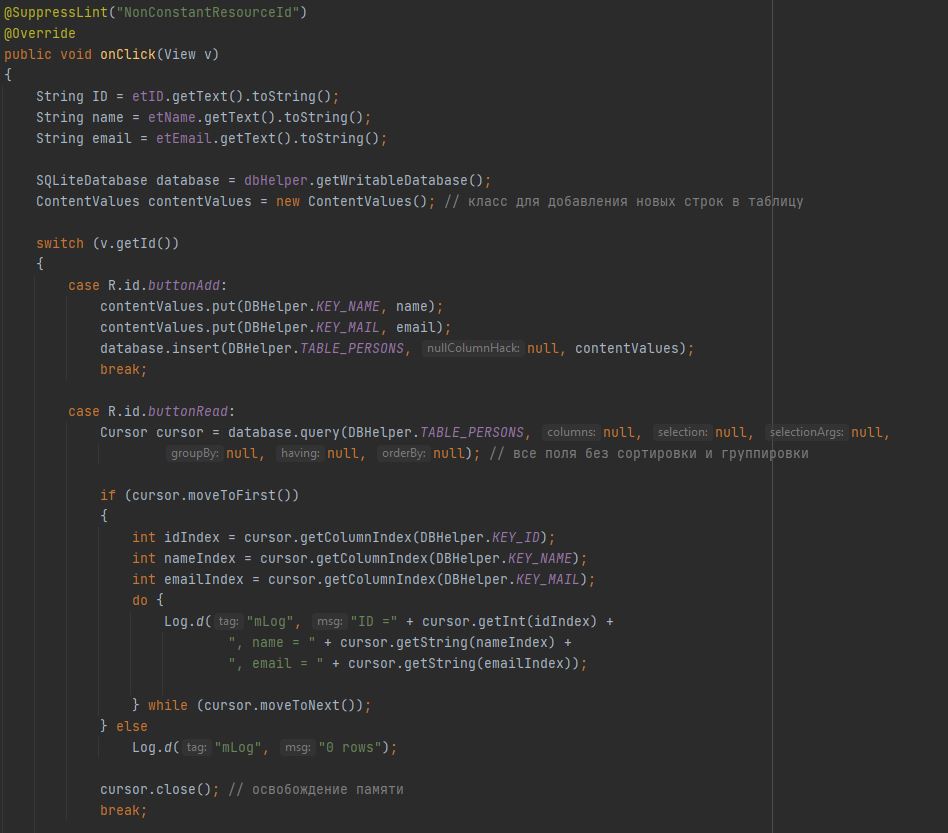 @SuppressLint("NonConstantResourceId")
@Override
public void onClick(View v)
{
String ID = etID.getText().toString();
String name = etName.getText().toString();
String email = etEmail.getText().toString();
SQLiteDatabase database = dbHelper.getWritableDatabase();
ContentValues contentValues = new ContentValues(); // класс для добавления новых строк в таблицу
switch (v.getId())
{
case R.id.buttonAdd:
contentValues.put(DBHelper.KEY_NAME, name);
contentValues.put(DBHelper.KEY_MAIL, email);
database.insert(DBHelper.TABLE_PERSONS, nullColumnHack: null, contentValues);
break;
case R.id.buttonRead:
Cursor cursor = database.query(DBHelper.TABLE_PERSONS, columns: null, selection: null, selectionArgs: null,
groupBy: null, having: null, orderBy: null); // все поля без сортировки и группировки
if (cursor.moveToFirst())
{
int idIndex = cursor.getColumnIndex(DBHelper.KEY_ID);
int nameIndex = cursor.getColumnIndex(DBHelper.KEY_NAME);
int emailIndex = cursor.getColumnIndex(DBHelper.KEY_MAIL);
do {
Log.d( tag: "mLog", msg: "ID =" + cursor.getInt(idIndex) +
", name = " + cursor.getString(nameIndex) +
", email = " + cursor.getString(emailIndex));
} while (cursor.moveToNext());
} else
Log.d( tag: "mLog", msg: "0 rows");
cursor.close(); // освобождение памяти
break;